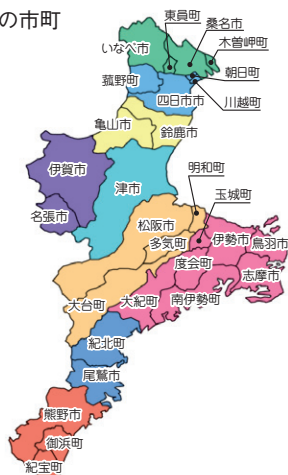 の市町
東員町
桑名市
木曽岬町
いなべ市
朝日町
菰野町
四日市市
川越町
亀山市
鈴鹿市
伊賀市
津市
明和町
玉城町
名張市
松阪市
多気町
伊勢市
鳥羽市
度会町
志摩市
大台町
大紀町
南伊勢町
紀北町
尾鷲市
熊野市
御浜町
紀宝町